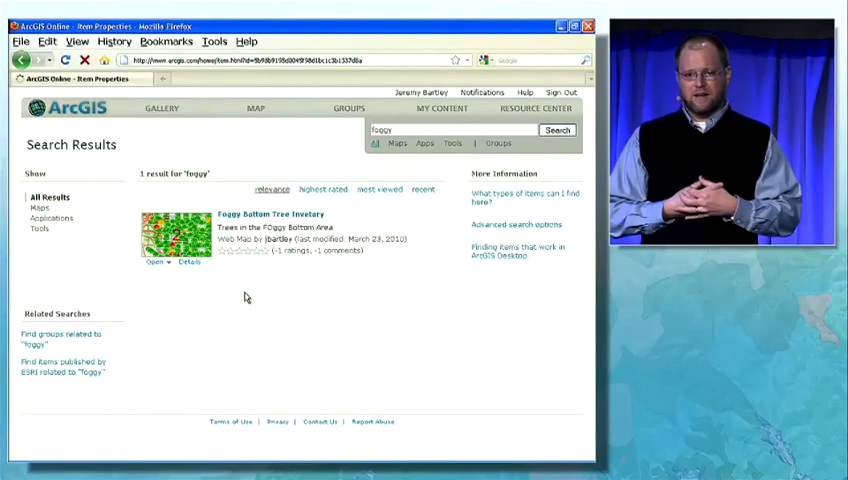 ArcGIS Online - Item Properties - Mozilla Firefox
File Edit View History Bookmarks Tools Help
Google
ArcGIS Online - Item Properties
Jeremy Bartley Notifications Help Sign Out
ArcGIS GALLERY MAP GROUPS MY CONTENT RESOURCE CENTER
foggy Search
All Maps Apps Tools | Groups
Search Results
Show
All Results
Maps
Applications
Tools
Related Searches
Find groups related to
"foggy"
Find items published by
ESRI related to "foggy"
1 result for 'foggy'
relevance highest rated most viewed recent
Foggy Bottom Tree Invetary
Trees in the FOggy Bottom Area
Web Map by jbartley (last modified: March 23, 2010)
(-1 ratings, -1 comments)
Open Details
More Information
What types of items can I find
here?
Advanced search options
Finding items that work in
ArcGIS Desktop
Terms of Use | Privacy | Contact Us | Report Abuse